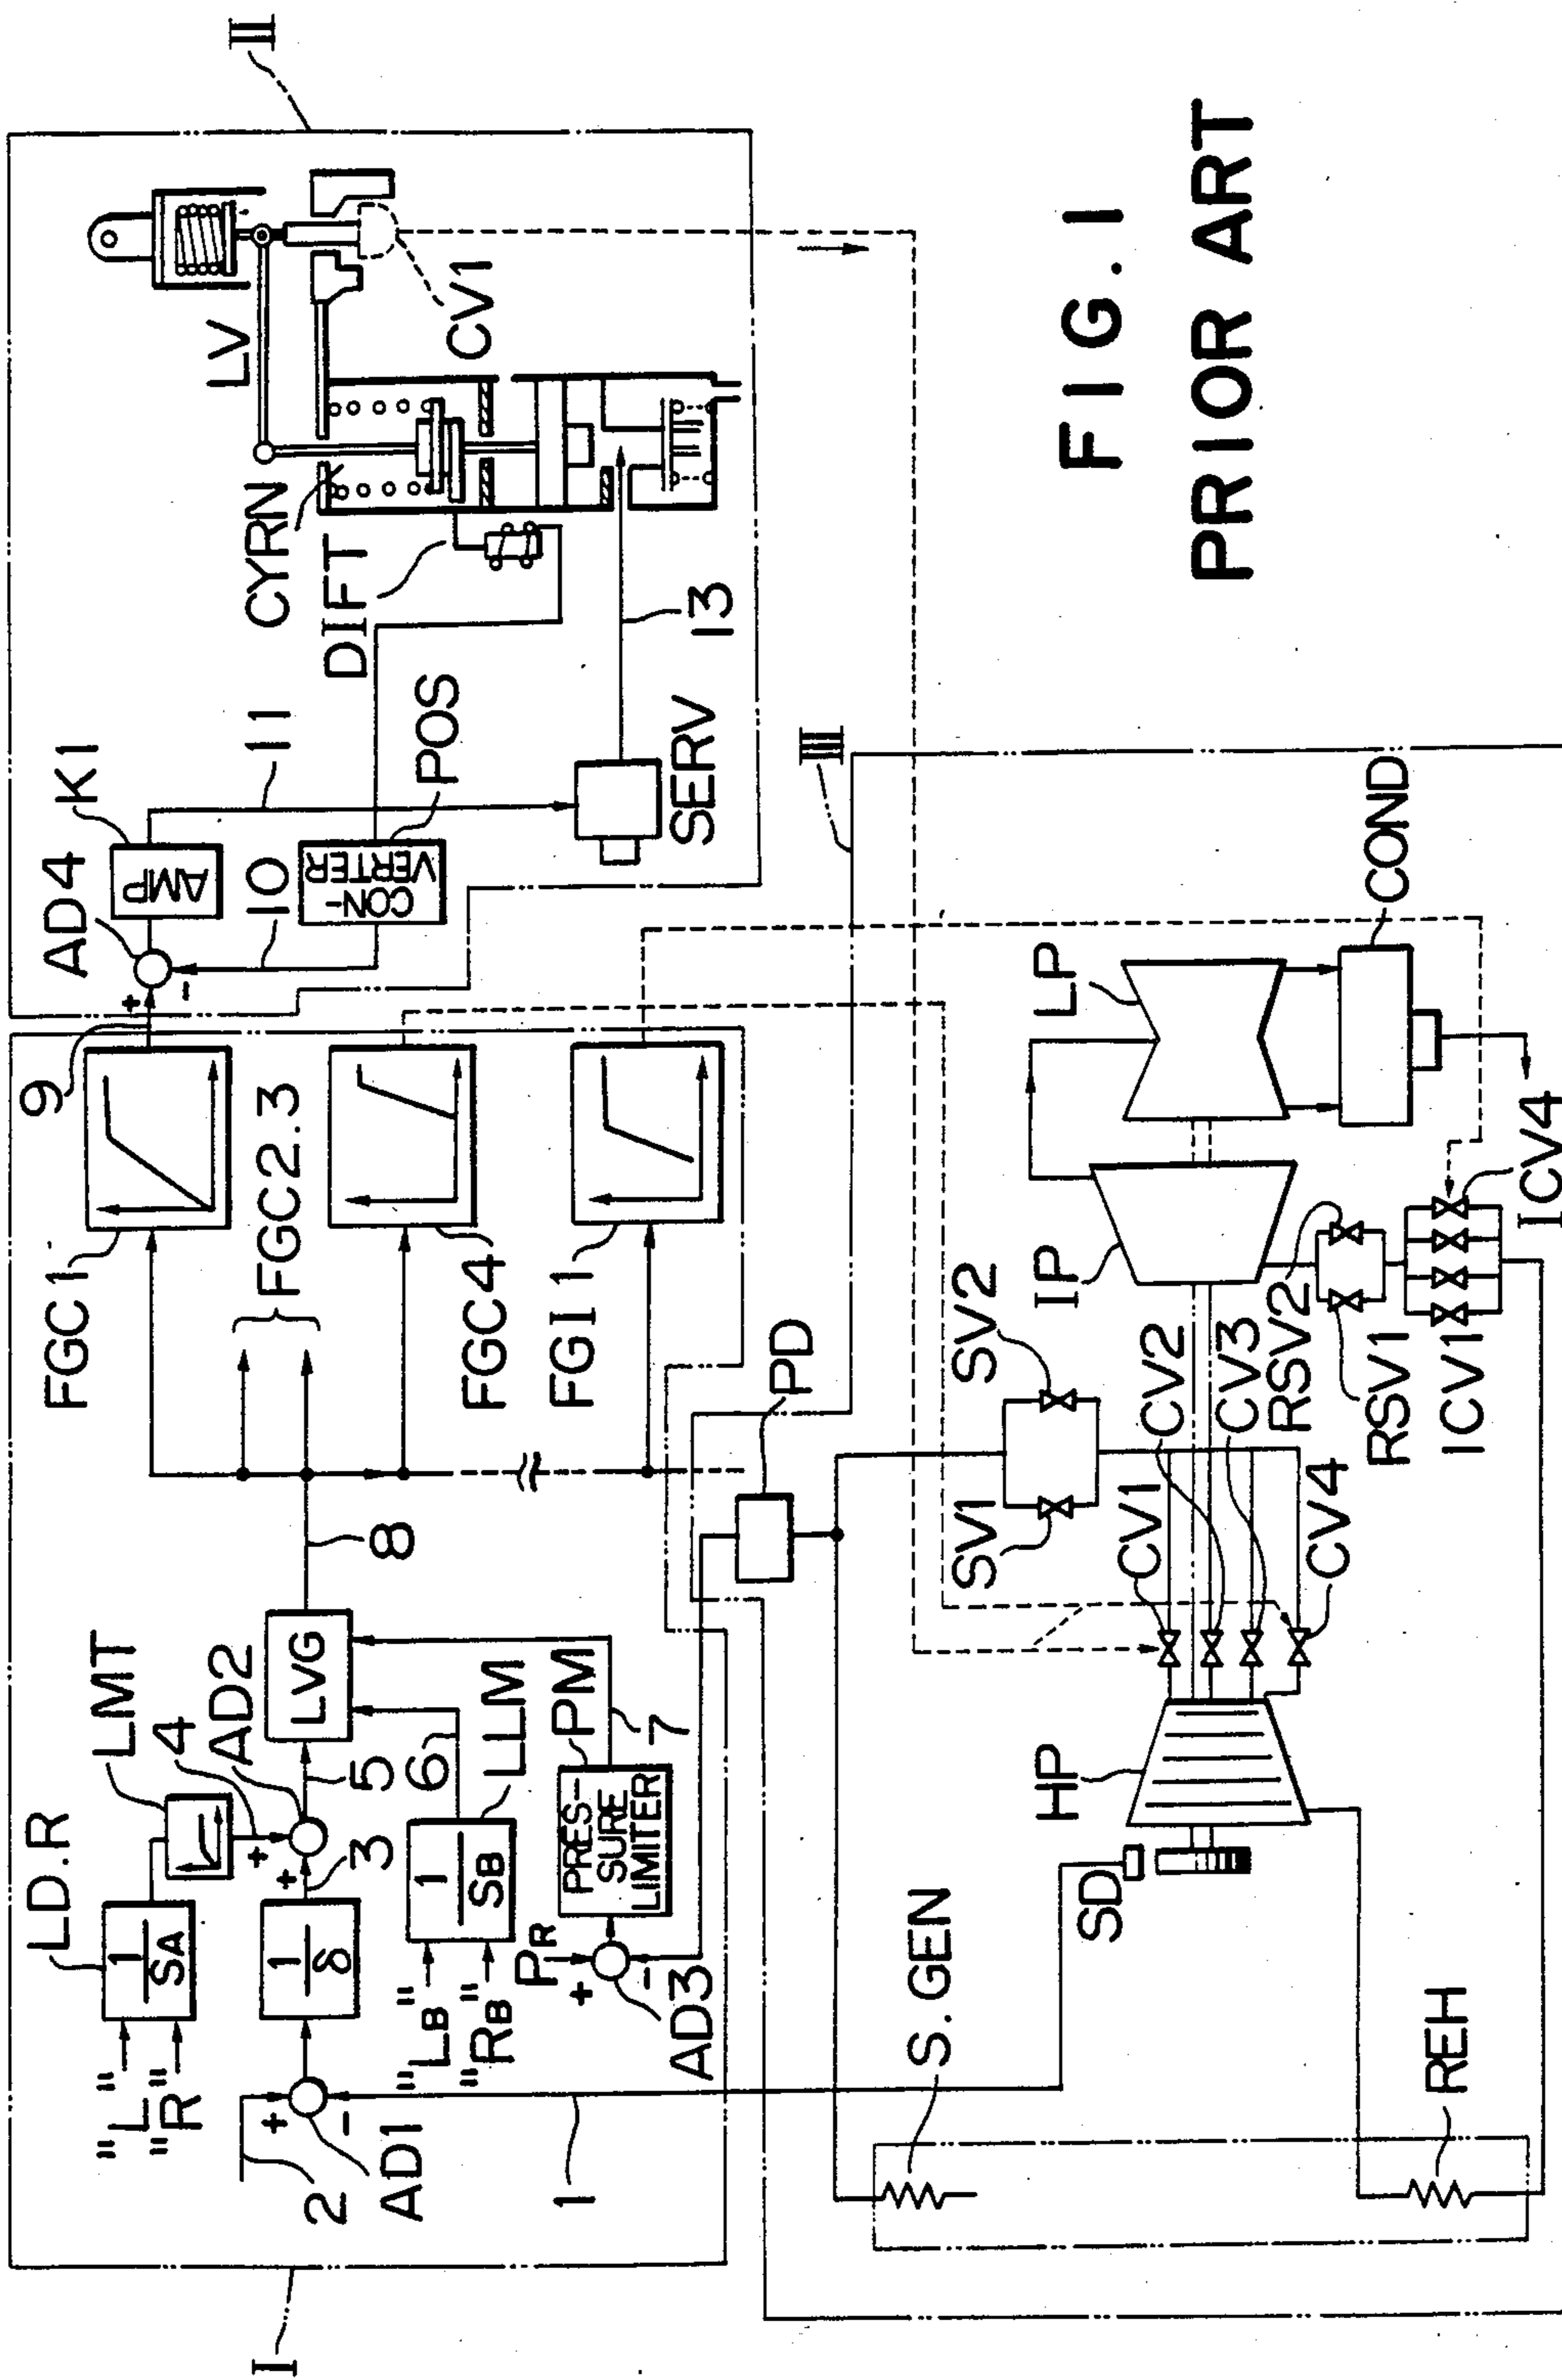 I
II
III
"L"
"R"
LD.R
1
SA
LMT
4
+
+
AD2
3
5
2
+
-
AD1
1
1
δ
LVG
8
6
LLM
"LB"
"RB"
1
SB
PR
+
-
AD3
PRES-
SURE
LIMITER
PM
7
FGC1
FGC2.3
FGC4
FGI1
9
+
-
AD4
AMP
K1
10
11
CON-
VERTER
POS
DIFT
CYRN
LV
CV1
SERV
13
PD
S.GEN
REH
SD
HP
SV1
SV2
CV1
CV2
CV3
CV4
IP
LP
COND
RSV2
RSV1
ICV1
ICV4
FIG. 1
PRIOR ART